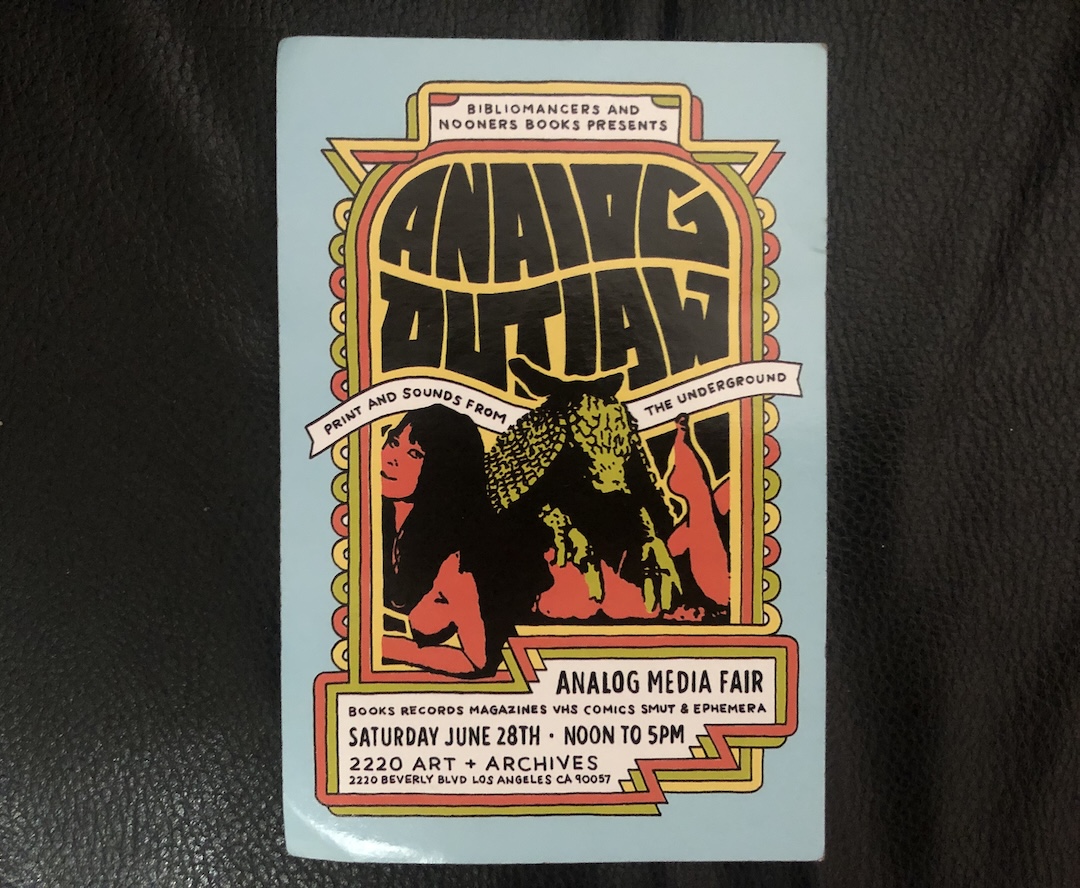 BIBLIOMANCERS AND
NOONERS BOOKS PRESENTS
ANALOG
OUTLAW
PRINT AND SOUNDS FROM THE UNDERGROUND
ANALOG MEDIA FAIR
BOOKS RECORDS MAGAZINES VHS COMICS SMUT & EPHEMERA
SATURDAY JUNE 28TH · NOON TO 5PM
2220 ART + ARCHIVES
2220 BEVERLY BLVD LOS ANGELES CA 90057